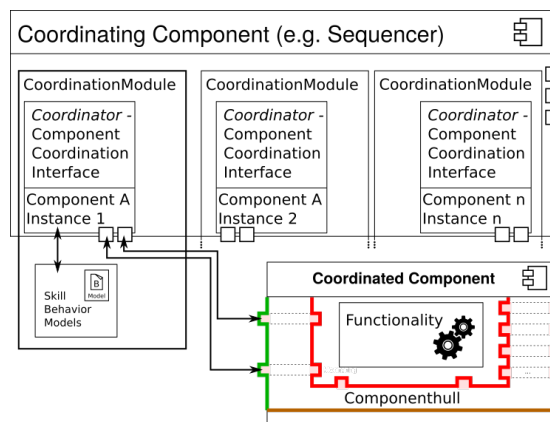 Coordinating Component (e.g. Sequencer)
CoordinationModule
Coordinator -
Component
Coordination
Interface
Component A
Instance 1
CoordinationModule
Coordinator -
Component
Coordination
Interface
Component A
Instance 2
CoordinationModule
Coordinator -
Component
Coordination
Interface
Component n
Instance n
B
Model
Skill
Behavior
Models
Coordinated Component
Functionality
...
Componenthull